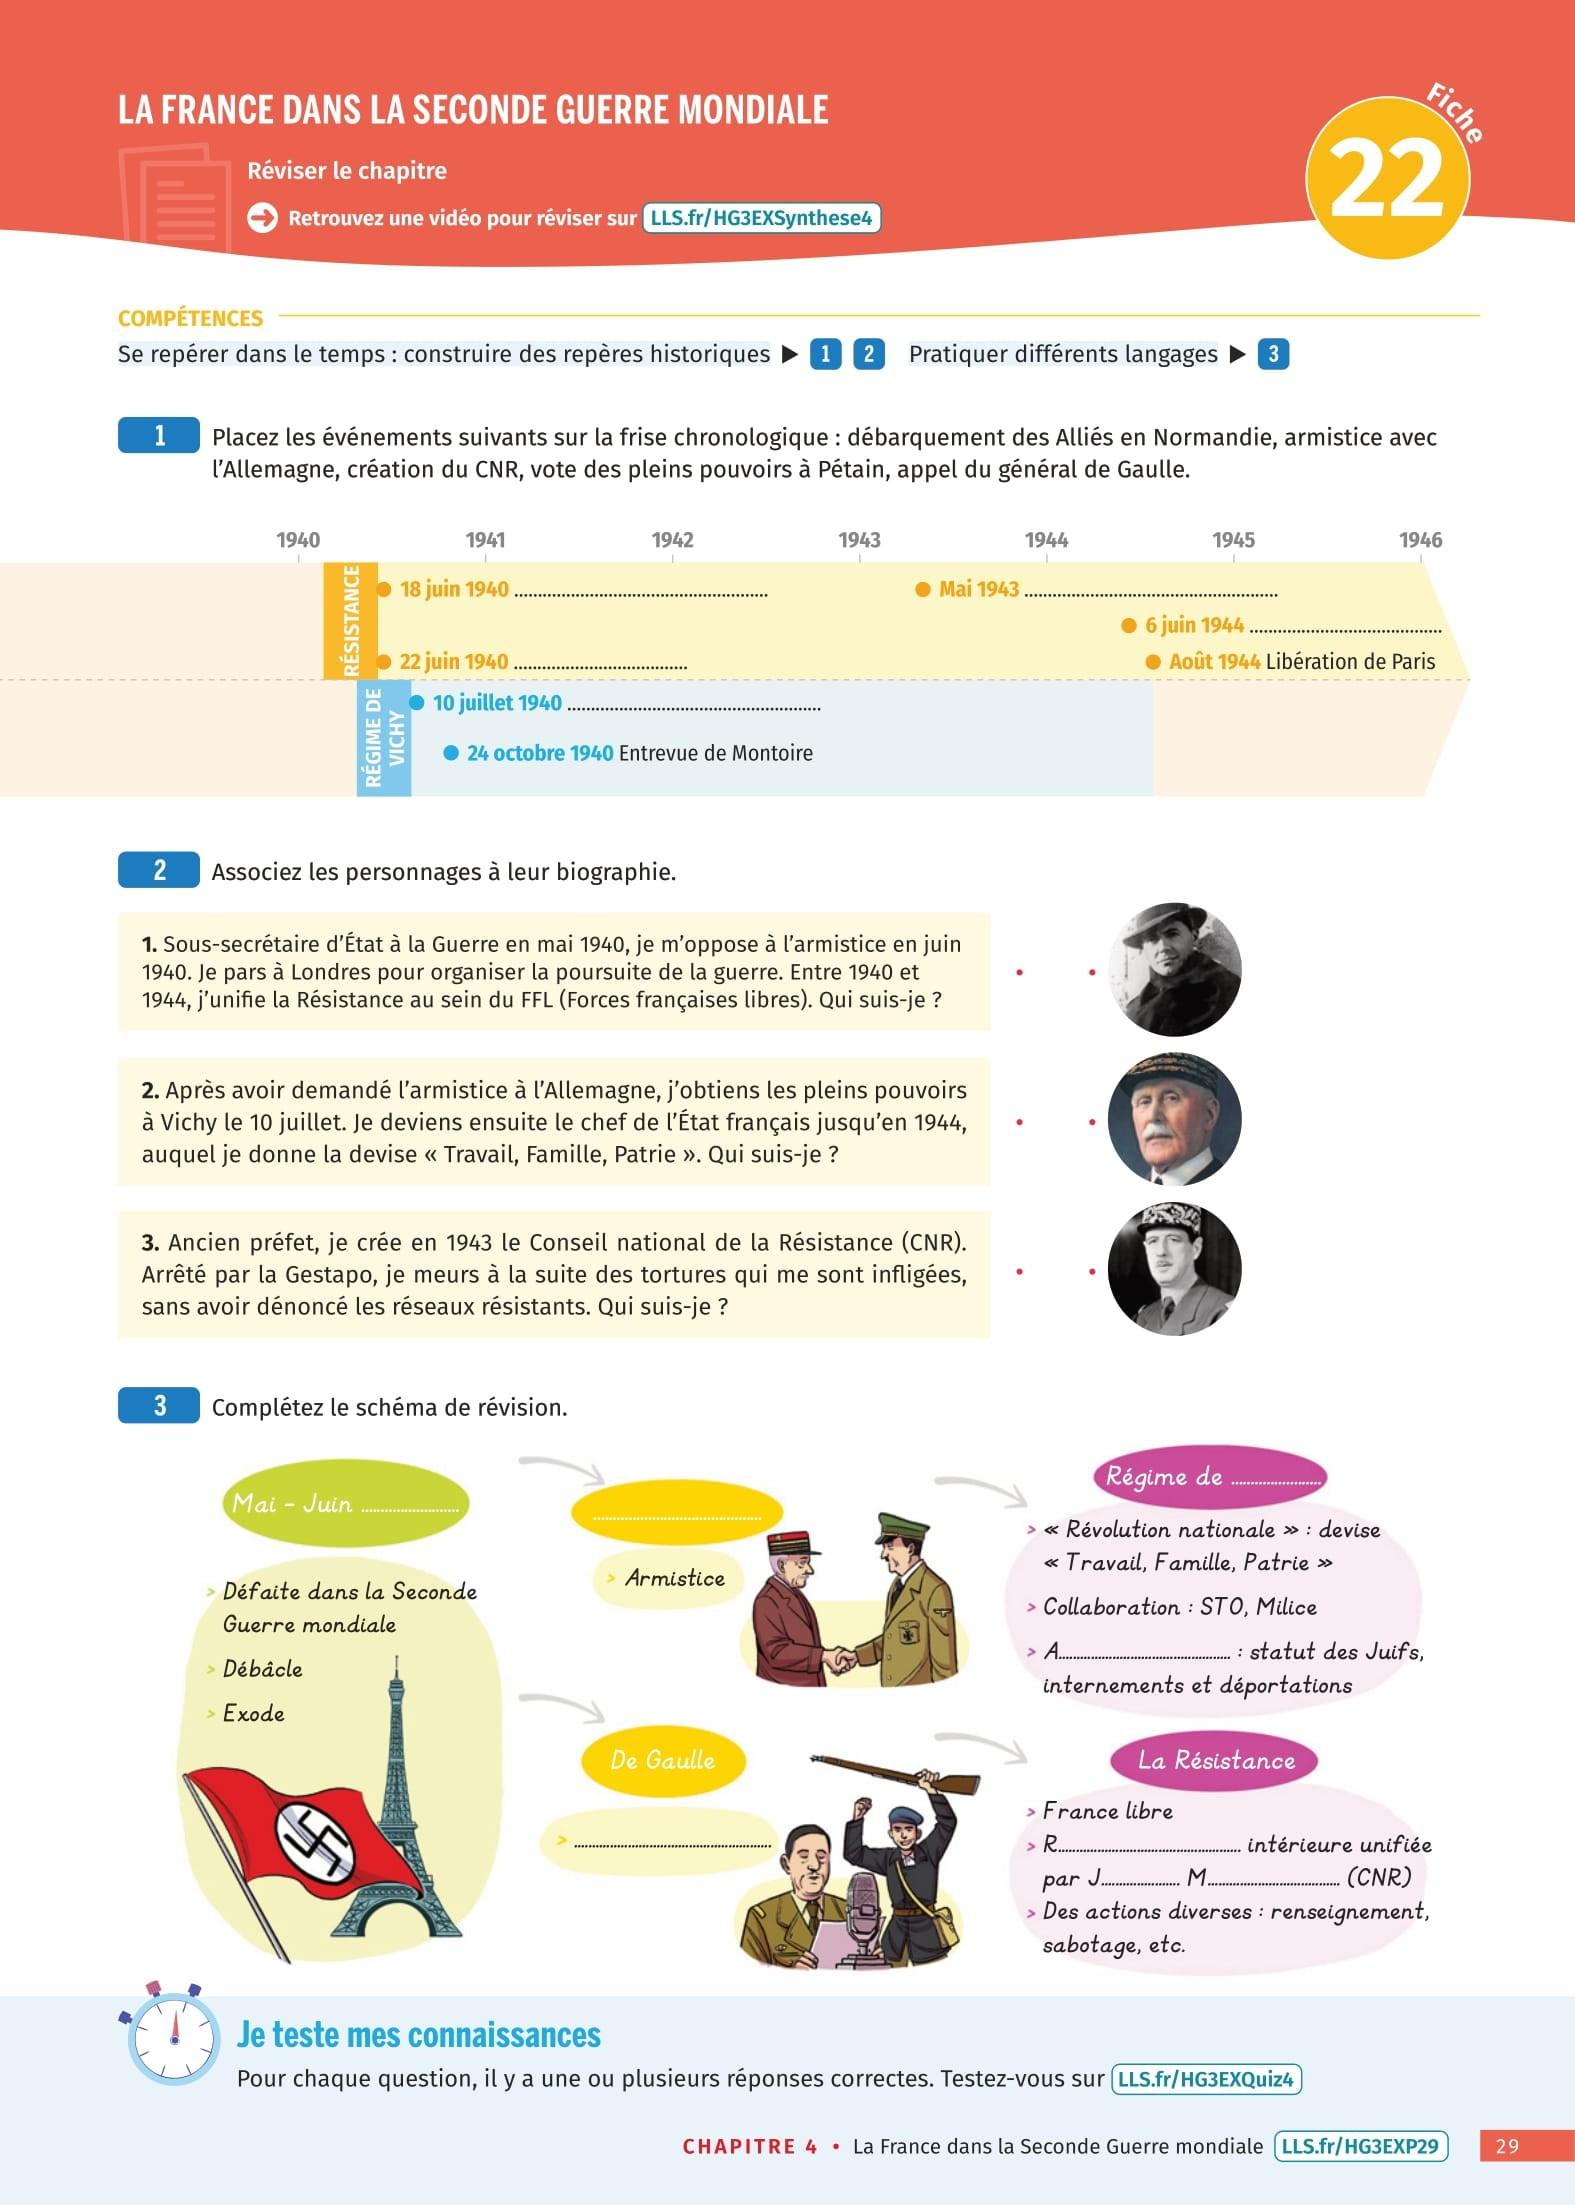 LA FRANCE DANS LA SECONDE GUERRE MONDIALE
Fiche
22
Réviser le chapitre
Retrouvez une vidéo pour réviser sur LLS.fr/HG3EXSynthese4
COMPÉTENCES
Se repérer dans le temps : construire des repères historiques ▶ 1 2 Pratiquer différents langages ▶ 3
1 Placez les événements suivants sur la frise chronologique : débarquement des Alliés en Normandie, armistice avec
l'Allemagne, création du CNR, vote des pleins pouvoirs à Pétain, appel du général de Gaulle.
1940 1941 1942 1943 1944 1945 1946
RÉSISTANCE
18 juin 1940 ........................ Mai 1943 ........................
6 juin 1944 ........................
22 juin 1940 ........................ Août 1944 Libération de Paris
RÉGIME DE
VICHY
10 juillet 1940 ........................
24 octobre 1940 Entrevue de Montoire
2 Associez les personnages à leur biographie.
1. Sous-secrétaire d'État à la Guerre en mai 1940, je m'oppose à l'armistice en juin
1940. Je pars à Londres pour organiser la poursuite de la guerre. Entre 1940 et
1944, j'unifie la Résistance au sein du FFL (Forces françaises libres). Qui suis-je ?
2. Après avoir demandé l'armistice à l'Allemagne, j'obtiens les pleins pouvoirs
à Vichy le 10 juillet. Je deviens ensuite le chef de l'État français jusqu'en 1944,
auquel je donne la devise « Travail, Famille, Patrie ». Qui suis-je ?
3. Ancien préfet, je crée en 1943 le Conseil national de la Résistance (CNR).
Arrêté par la Gestapo, je meurs à la suite des tortures qui me sont infligées,
sans avoir dénoncé les réseaux résistants. Qui suis-je ?
3 Complétez le schéma de révision.
Mai - Juin ........................
> Défaite dans la Seconde
Guerre mondiale
> Débâcle
> Exode
........................
> Armistice
Régime de ........................
> « Révolution nationale » : devise
« Travail, Famille, Patrie »
> Collaboration : STO, Milice
> A........................ : statut des Juifs,
internements et déportations
De Gaulle
> ........................
La Résistance
> France libre
> R........................ intérieure unifiée
par J............ M........................ (CNR)
> Des actions diverses : renseignement,
sabotage, etc.
Je teste mes connaissances
Pour chaque question, il y a une ou plusieurs réponses correctes. Testez-vous sur LLS.fr/HG3EXQuiz4
CHAPITRE 4 • La France dans la Seconde Guerre mondiale LLS.fr/HG3EXP29 29